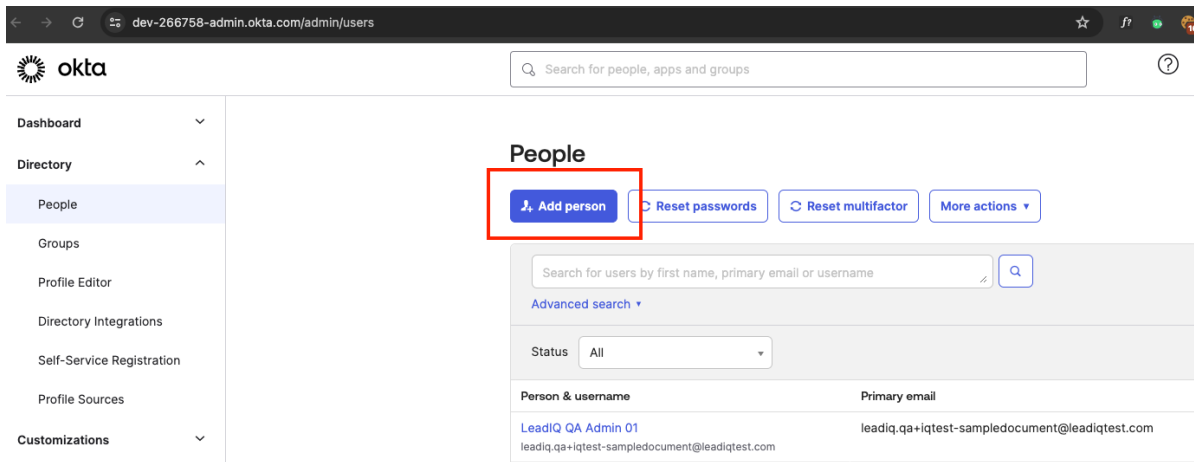 dev-266758-admin.okta.com/admin/users
okta
Search for people, apps and groups
Dashboard
Directory
People
Groups
Profile Editor
Directory Integrations
Self-Service Registration
Profile Sources
Customizations
People
Add person
Reset passwords
Reset multifactor
More actions
Search for users by first name, primary email or username
Advanced search
Status All
Person & username Primary email
LeadIQ QA Admin 01 leadiq.qa+iqtest-sampledocument@leadiqtest.com
leadiq.qa+iqtest-sampledocument@leadiqtest.com